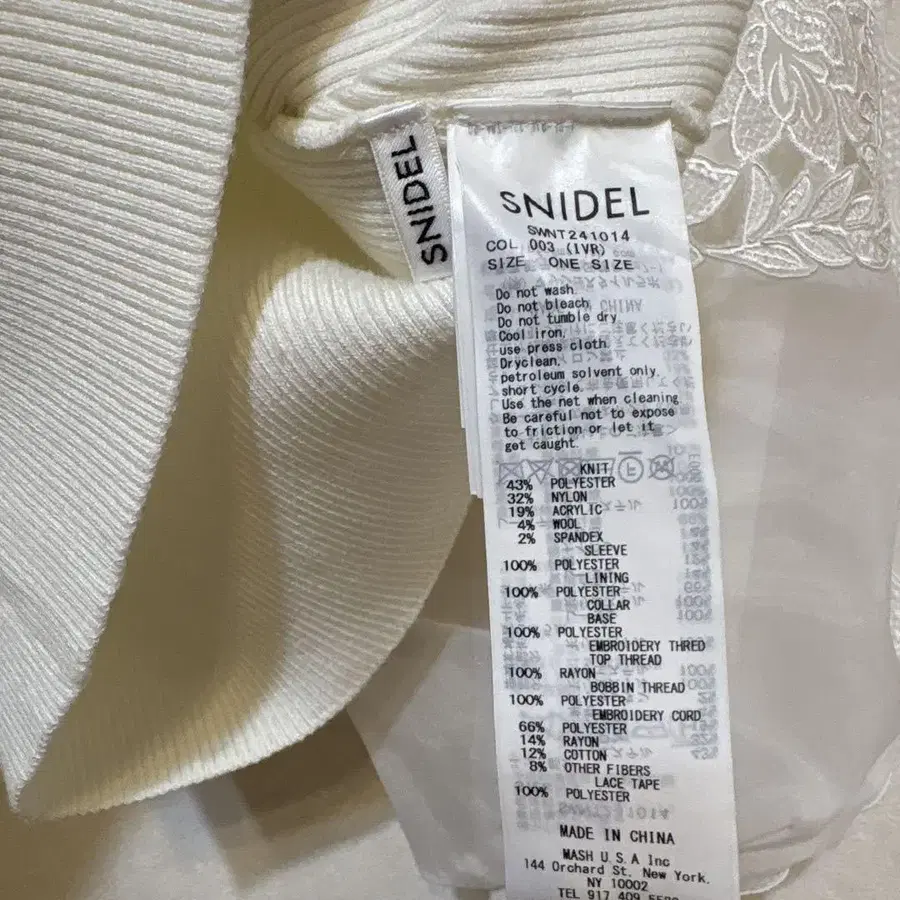 SNIDEL
SNIDEL
SWNT241014
COL 003 (IVR)
SIZE ONE SIZE
Do not wash.
Do not bleach.
Do not tumble dry.
Cool iron,
use press cloth.
Dryclean,
petroleum solvent only.
short cycle.
Use the net when cleaning
Be careful not to expose
to friction or let it
get caught.
KNIT
43% POLYESTER
32% NYLON
19% ACRYLIC
4% WOOL
2% SPANDEX
SLEEVE
100% POLYESTER
LINING
100% POLYESTER
COLLAR
BASE
100% POLYESTER
EMBROIDERY THRED
TOP THREAD
100% RAYON
BOBBIN THREAD
100% POLYESTER
EMBROIDERY CORD
66% POLYESTER
14% RAYON
12% COTTON
8% OTHER FIBERS
LACE TAPE
100% POLYESTER
MADE IN CHINA
MASH U.S.A Inc
144 Orchard St. New York,
NY 10002
TEL 917 409